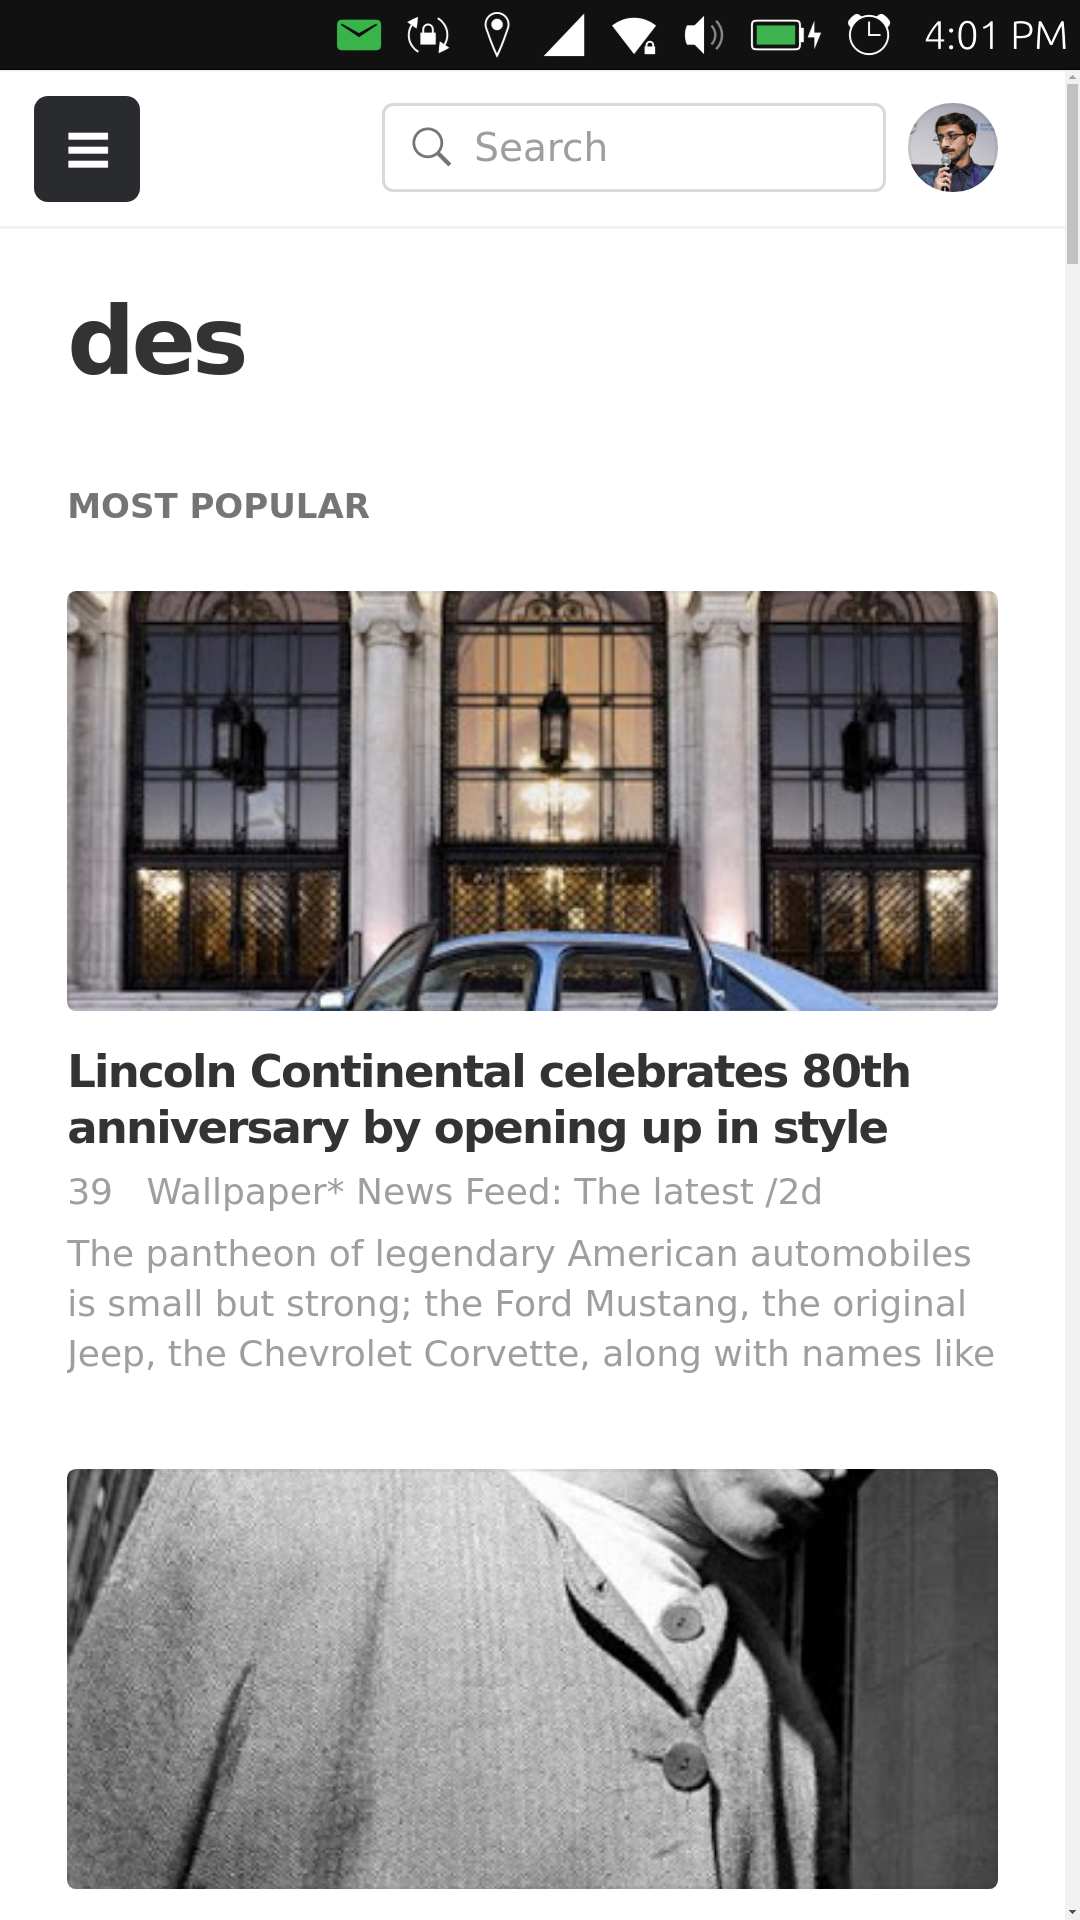 4:01 PM
Search
des
MOST POPULAR
Lincoln Continental celebrates 80th
anniversary by opening up in style
39 Wallpaper* News Feed: The latest /2d
The pantheon of legendary American automobiles
is small but strong; the Ford Mustang, the original
Jeep, the Chevrolet Corvette, along with names like